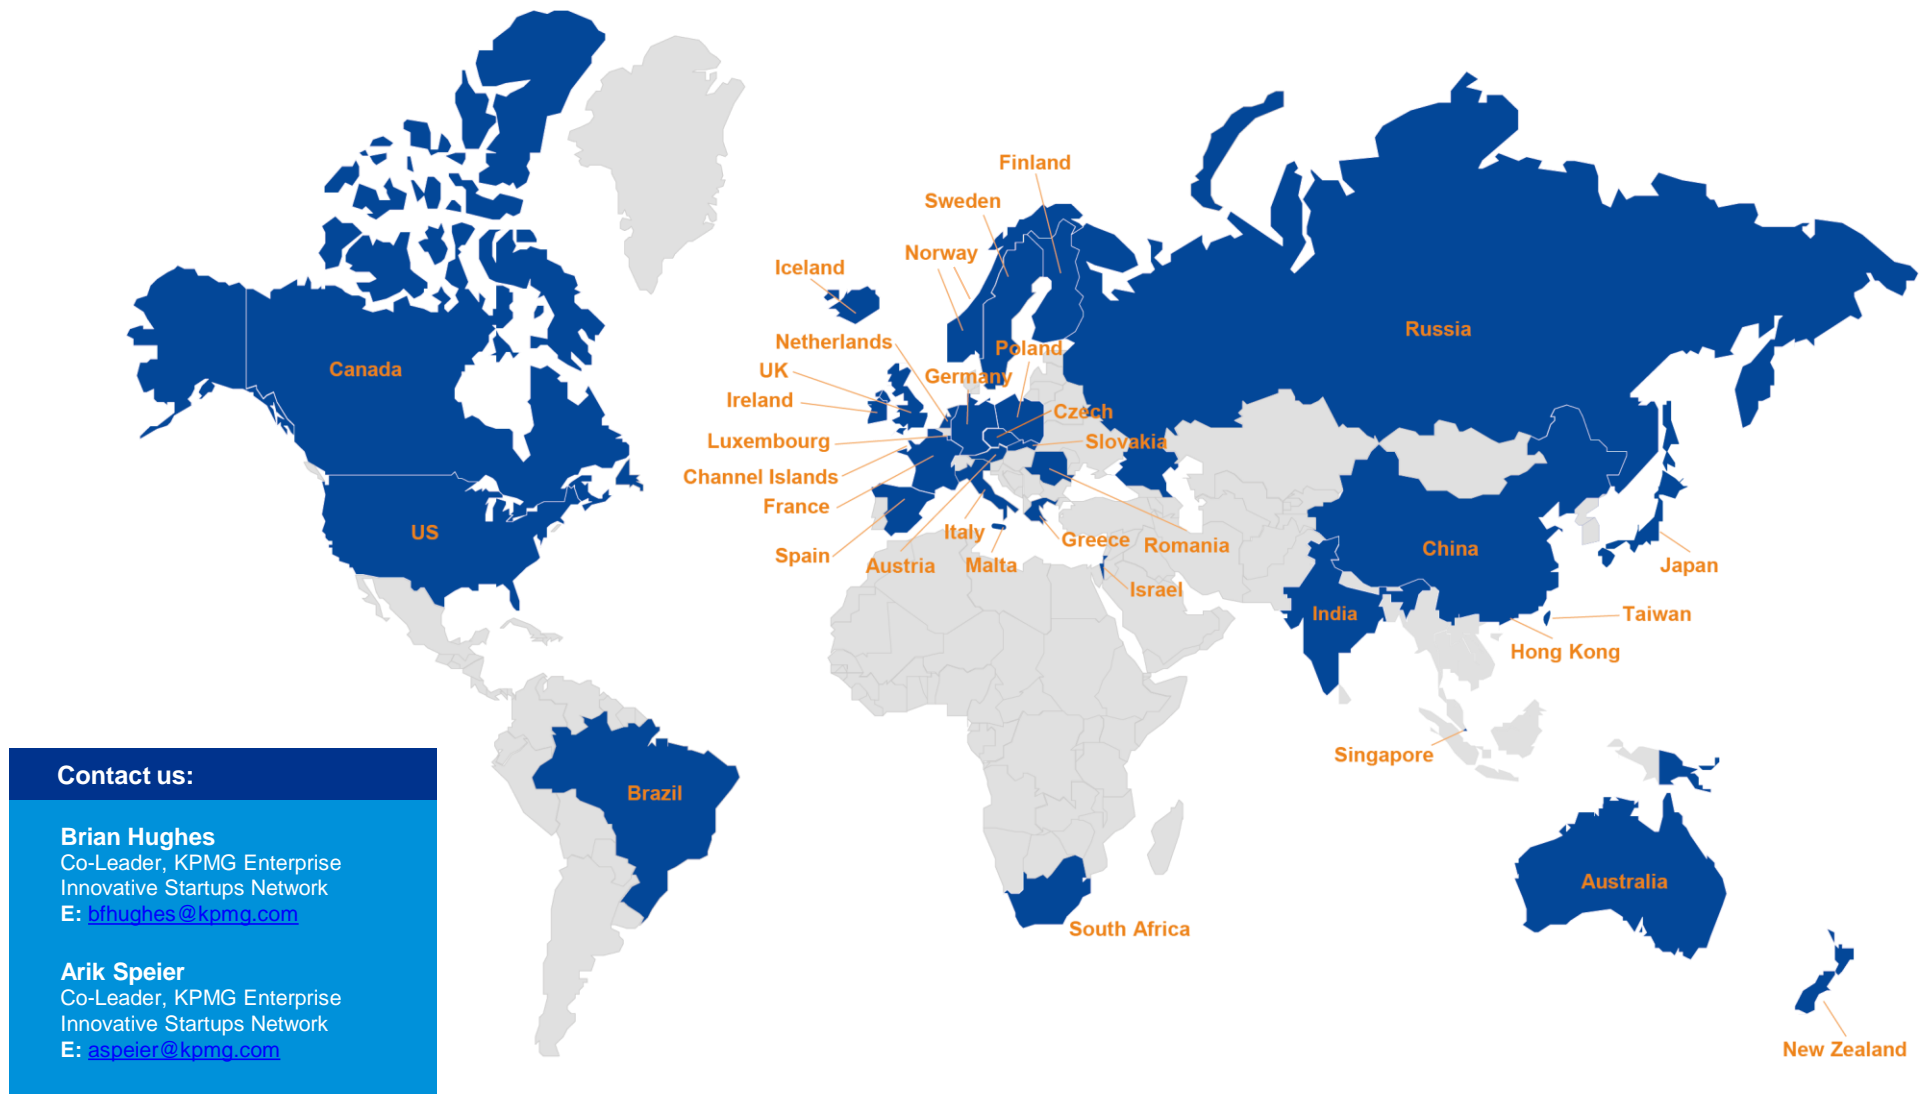 Finland
Sweden
Norway
Iceland
Russia
Netherlands
Poland
UK
Canada
Germany
Ireland
Czech
Luxembourg
Slovakia
Channel Islands
France
US
Italy
Greece
Romania
China
Spain
Austria
Malta
Japan
Israel
India
Taiwan
Hong Kong
Singapore
Brazil
Australia
South Africa
New Zealand
Contact us:
Brian Hughes
Co-Leader, KPMG Enterprise
Innovative Startups Network
E: bfhughes@kpmg.com
Arik Speier
Co-Leader, KPMG Enterprise
Innovative Startups Network
E: aspeier@kpmg.com